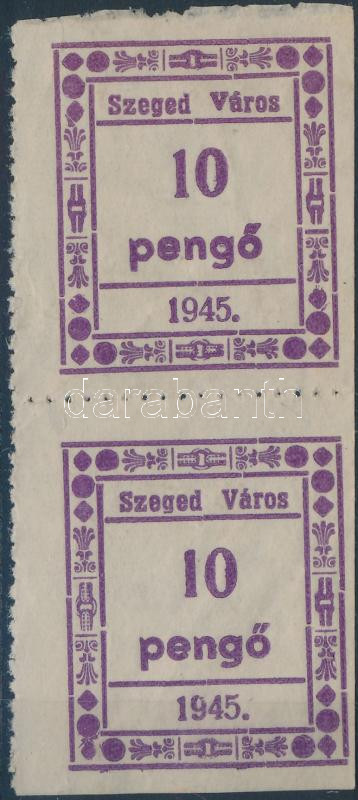 Szeged Város
10
pengő
1945.
darabanth
Szeged Város
10
pengő
1945.